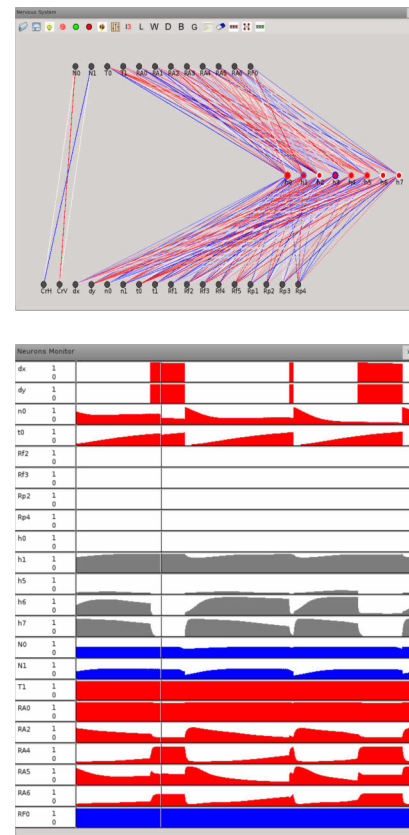 Nervous System
I3 L W D B G
N0 N1 T0 T1 RA0 RA1 RA2 RA3 RA4 RA5 RA6 RF0
h0 h1 h2 h3 h4 h5 h6 h7
CrH CrV dx dy n0 n1 t0 t1 Rf1 Rf2 Rf3 Rf4 Rf5 Rp1 Rp2 Rp3 Rp4
Neurons Monitor
dx 1
0
dy 1
0
n0 1
0
t0 1
0
Rf2 1
0
Rf3 1
0
Rp2 1
0
Rp4 1
0
h0 1
0
h1 1
0
h5 1
0
h6 1
0
h7 1
0
N0 1
0
N1 1
0
T1 1
0
RA0 1
0
RA2 1
0
RA4 1
0
RA5 1
0
RA6 1
0
RF0 1
0